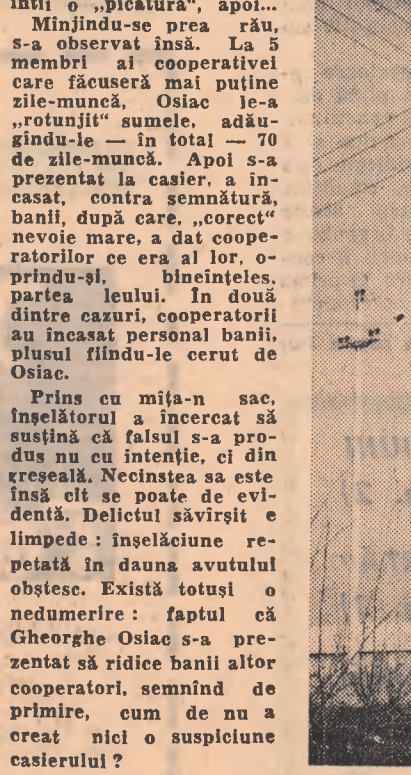 intîi o „picătură“, apoi...
Mînjindu-se prea rău,
s-a observat însă. La 5
membri ai cooperativei
care făcuseră mai puține
zile-muncă, Osiac le-a
„rotunjit“ sumele, adău-
gîndu-le — în total — 70
de zile-muncă. Apoi s-a
prezentat la casier, a în-
casat, contra semnătură,
banii, după care, „corect“
nevoie mare, a dat coope-
ratorilor ce era al lor, o-
prindu-și, bineînțeles,
partea leului. În două
dintre cazuri, cooperatorii
au încasat personal banii,
plusul fiindu-le cerut de
Osiac.
Prins cu mîța-n sac,
înșelătorul a încercat să
susțină că falsul s-a pro-
dus nu cu intenție, ci din
greșeală. Necinstea sa este
însă cît se poate de evi-
dentă. Delictul săvîrșit e
limpede : înșelăciune re-
petată în dauna avutului
obștesc. Există totuși o
nedumerire : faptul că
Gheorghe Osiac s-a pre-
zentat să ridice banii altor
cooperatori, semnînd de
primire, cum de nu a
creat nici o suspiciune
casierului ?